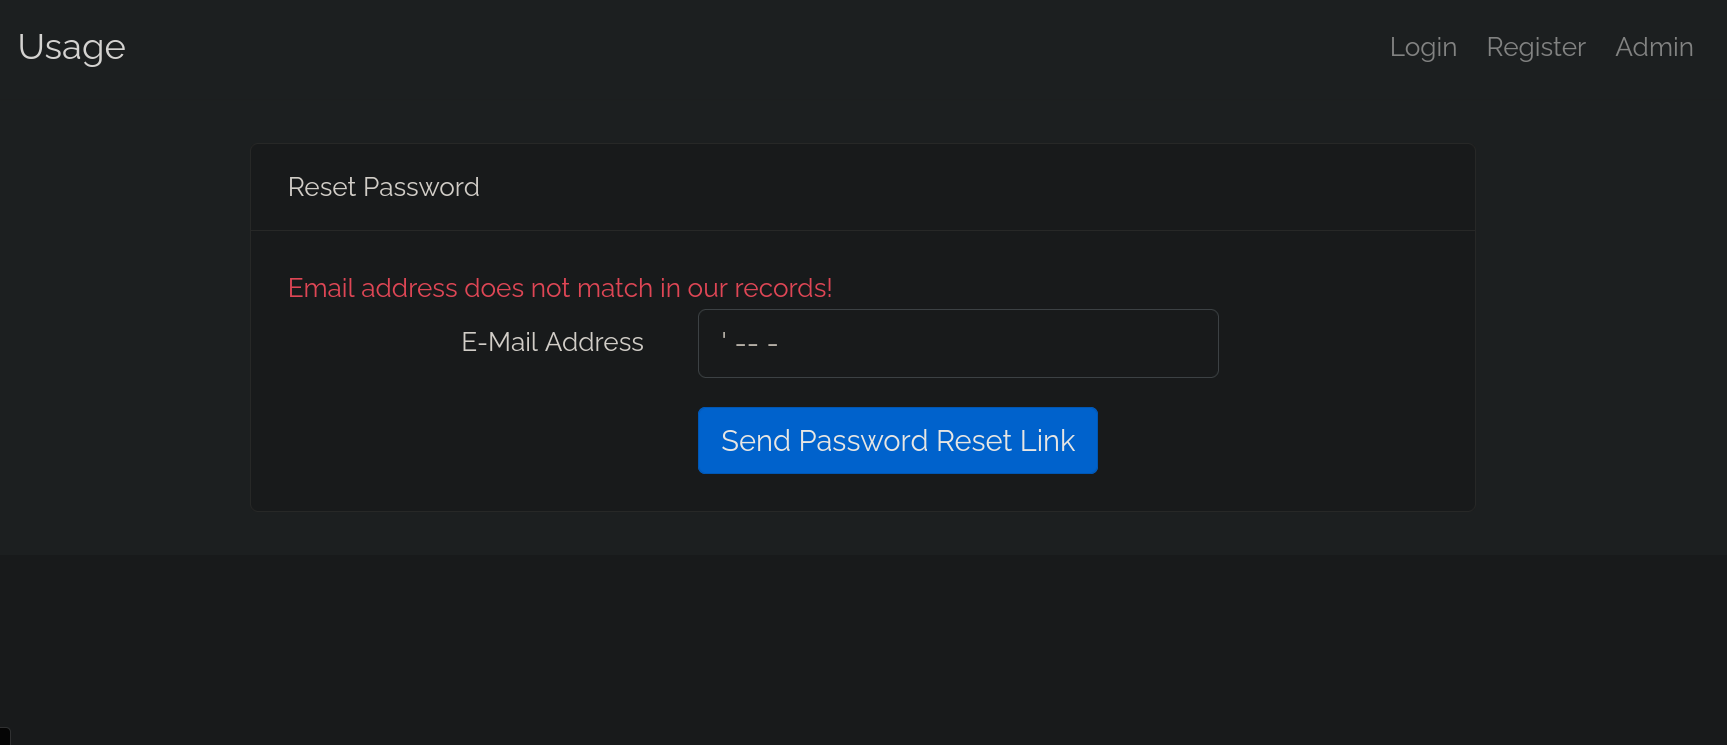 Usage
Login Register Admin
Reset Password
Email address does not match in our records!
E-Mail Address
' -- -
Send Password Reset Link